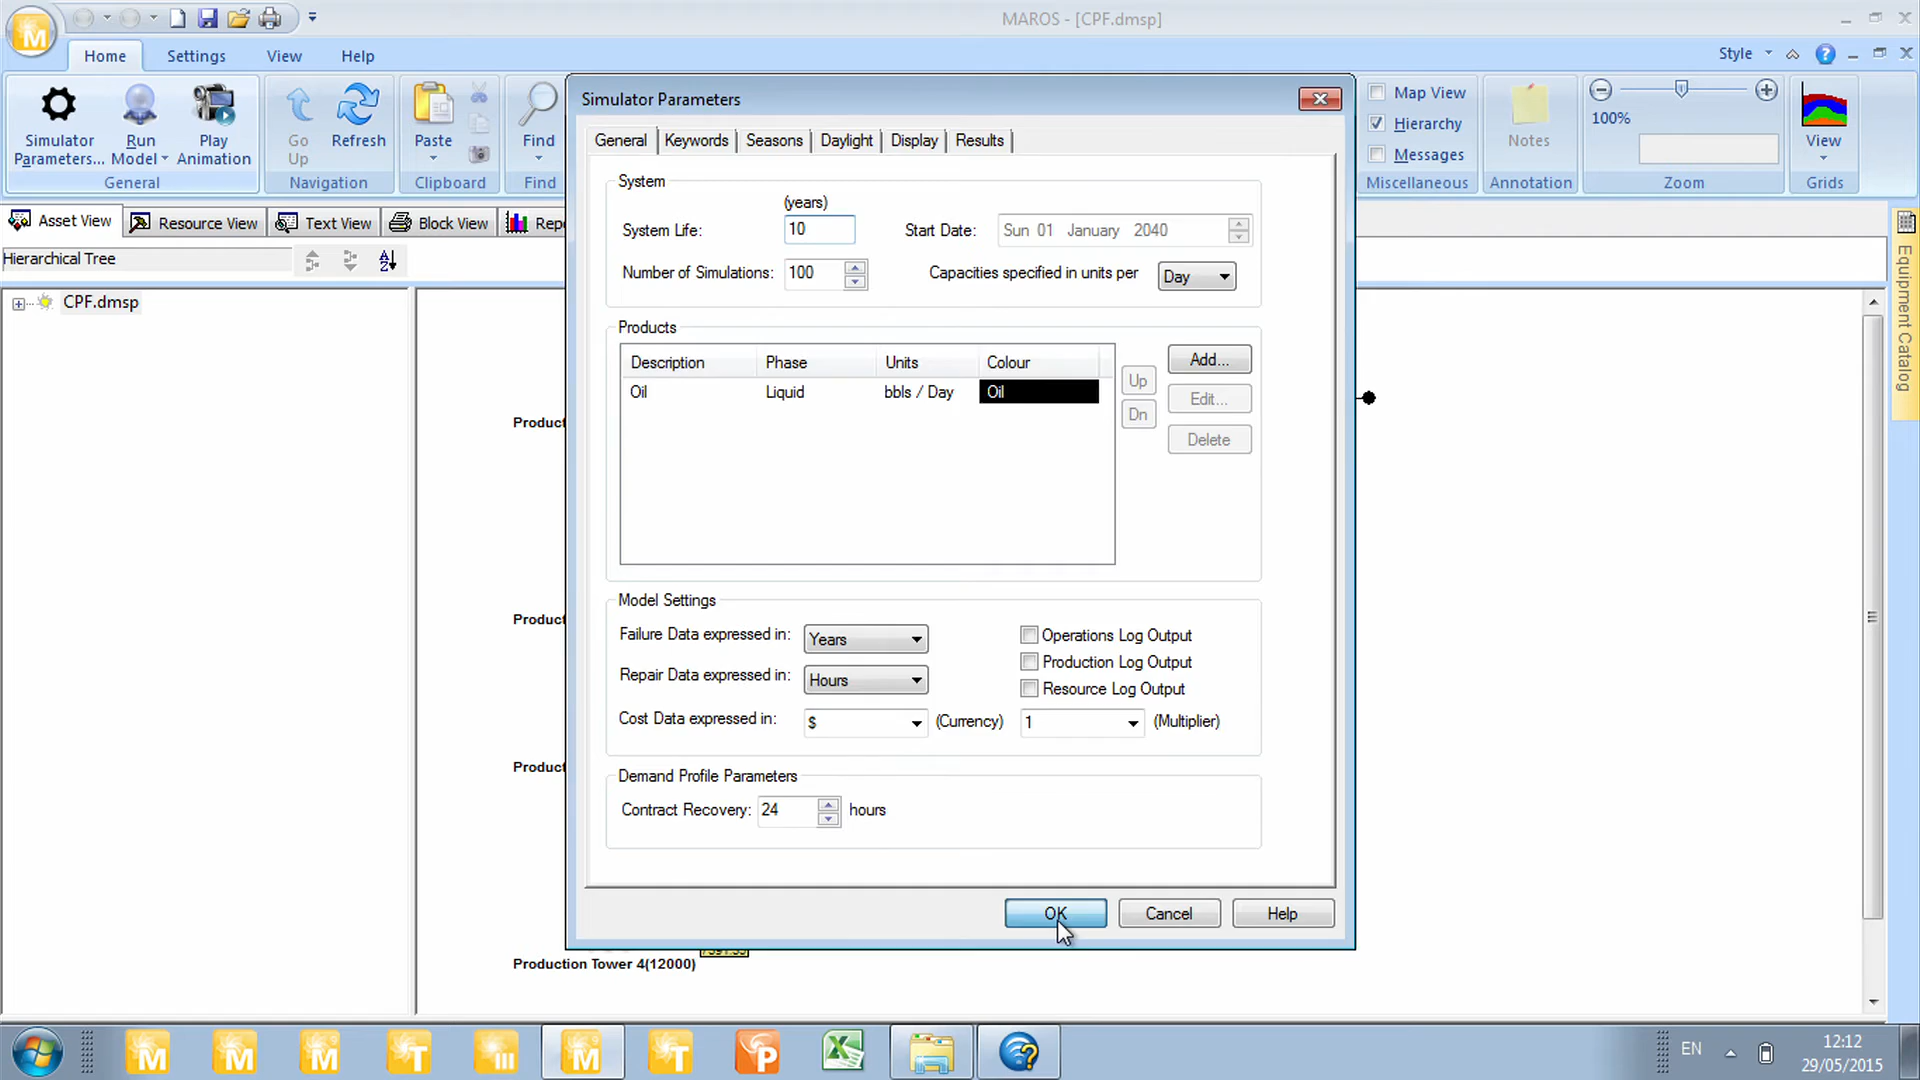 MAROS - [CPF.dmsp]
Home Settings View Help
Style
Simulator Parameters...
Run Model
Play Animation
General
Go Up
Refresh
Navigation
Paste
Clipboard
Find
Find
Map View
Hierarchy
Messages
Miscellaneous
Notes
Annotation
100%
Zoom
View
Grids
Asset View
Resource View
Text View
Block View
Repo
Hierarchical Tree
CPF.dmsp
Equipment Catalog
Simulator Parameters
General Keywords Seasons Daylight Display Results
System
(years)
System Life: 10
Start Date: Sun 01 January 2040
Number of Simulations: 100
Capacities specified in units per Day
Products
Description Phase Units Colour
Oil Liquid bbls / Day Oil
Up
Dn
Add...
Edit...
Delete
Model Settings
Failure Data expressed in: Years
Operations Log Output
Production Log Output
Repair Data expressed in: Hours
Resource Log Output
Cost Data expressed in: $ (Currency) 1 (Multiplier)
Demand Profile Parameters
Contract Recovery: 24 hours
OK Cancel Help
Product
Product
Product
Production Tower 4(12000)
EN
12:12
29/05/2015